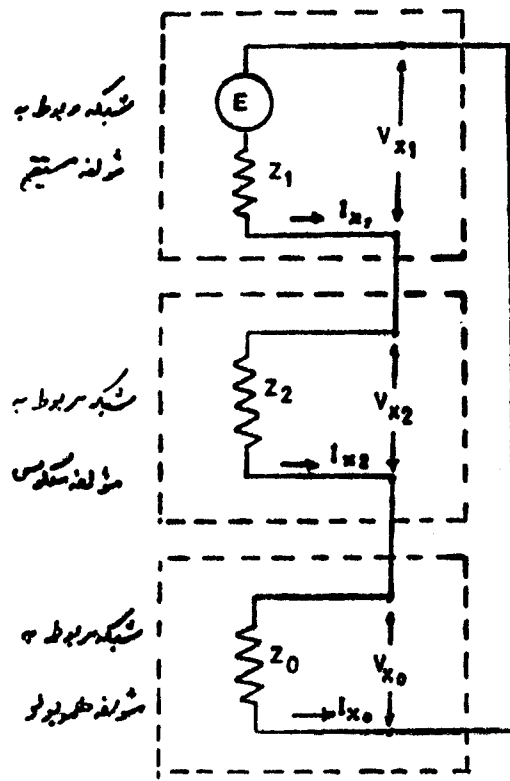 شبکه مربوط به
مؤلفه مستقیم
E
Z1
Ix1
Vx1
شبکه مربوط به
مؤلفه معکوس
Z2
Ix2
Vx2
شبکه مربوط به
مؤلفه هموپولر
Z0
Ix0
Vx0